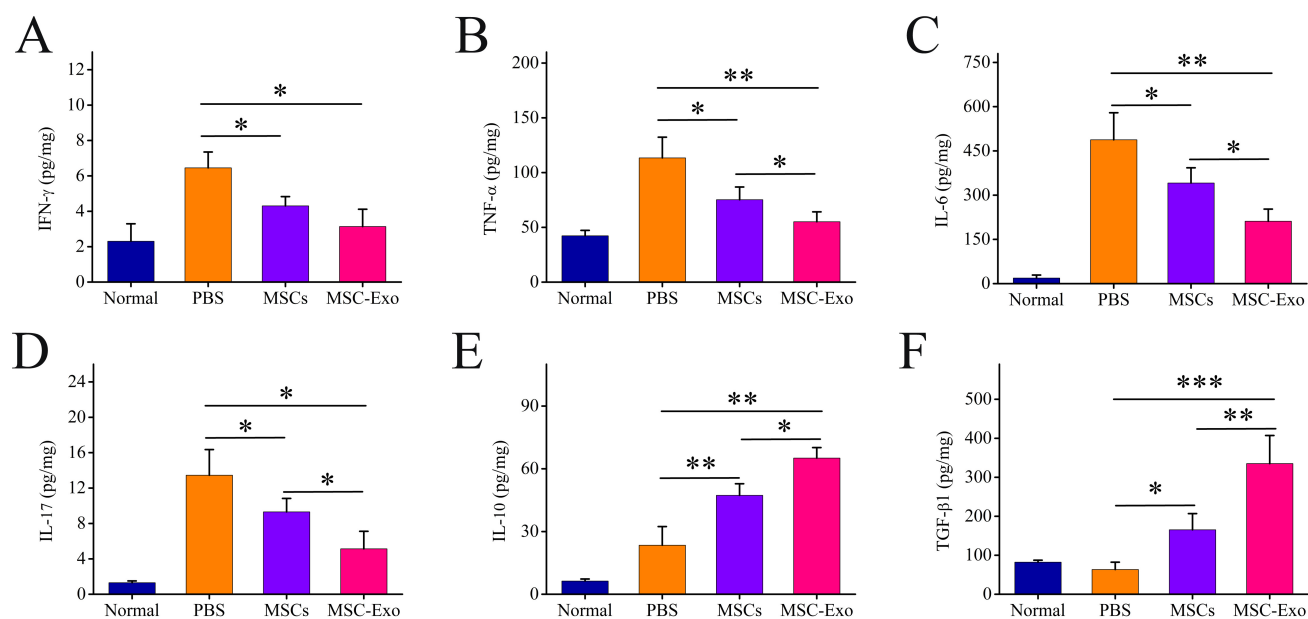 A
IFN-γ (pg/mg)
12
10
8
6
4
2
0
*
*
Normal PBS MSCs MSC-Exo
B
TNF-α (pg/mg)
200
150
100
50
0
**
*
*
Normal PBS MSCs MSC-Exo
C
IL-6 (pg/mg)
750
600
450
300
150
0
**
*
*
Normal PBS MSCs MSC-Exo
D
IL-17 (pg/mg)
24
20
16
12
8
4
0
*
*
*
Normal PBS MSCs MSC-Exo
E
IL-10 (pg/mg)
90
60
30
0
**
*
**
Normal PBS MSCs MSC-Exo
F
TGF-β1 (pg/mg)
500
400
300
200
100
0
***
**
*
Normal PBS MSCs MSC-Exo